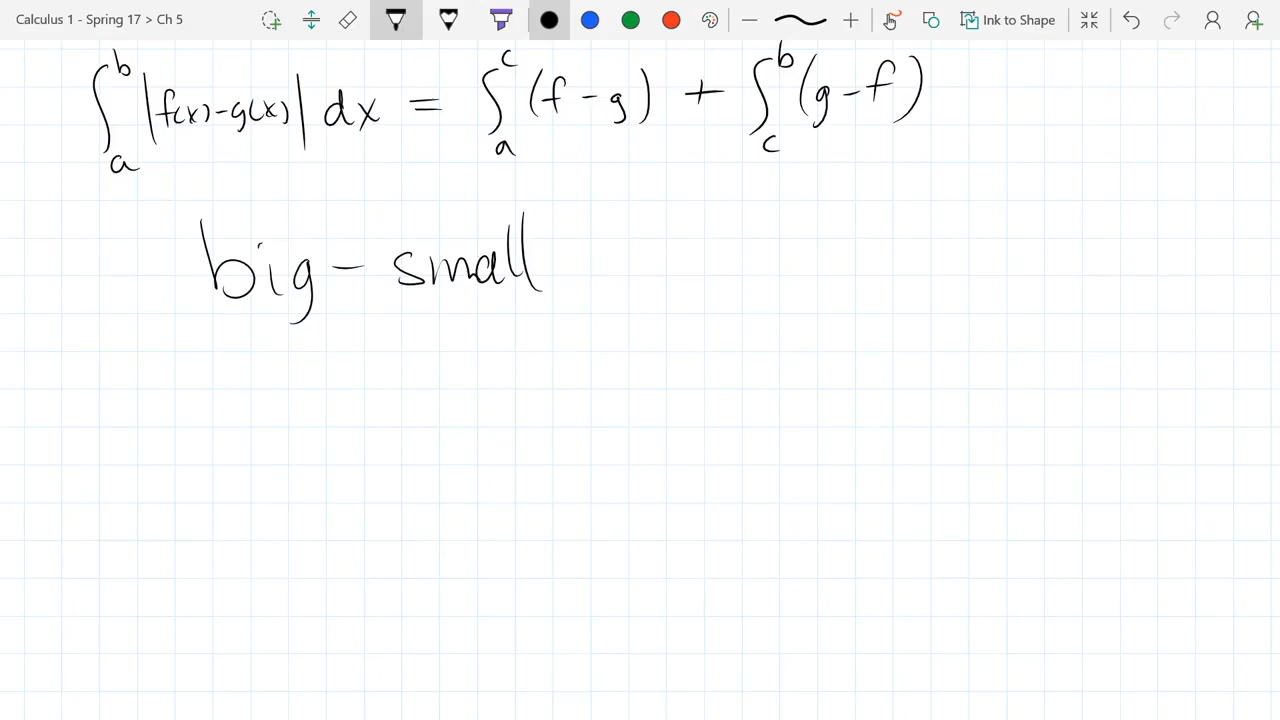 Calculus 1 - Spring 17 > Ch 5
Ink to Shape
∫_a^b |f(x)-g(x)| dx = ∫_a^c (f-g) + ∫_c^b (g-f)
big - small